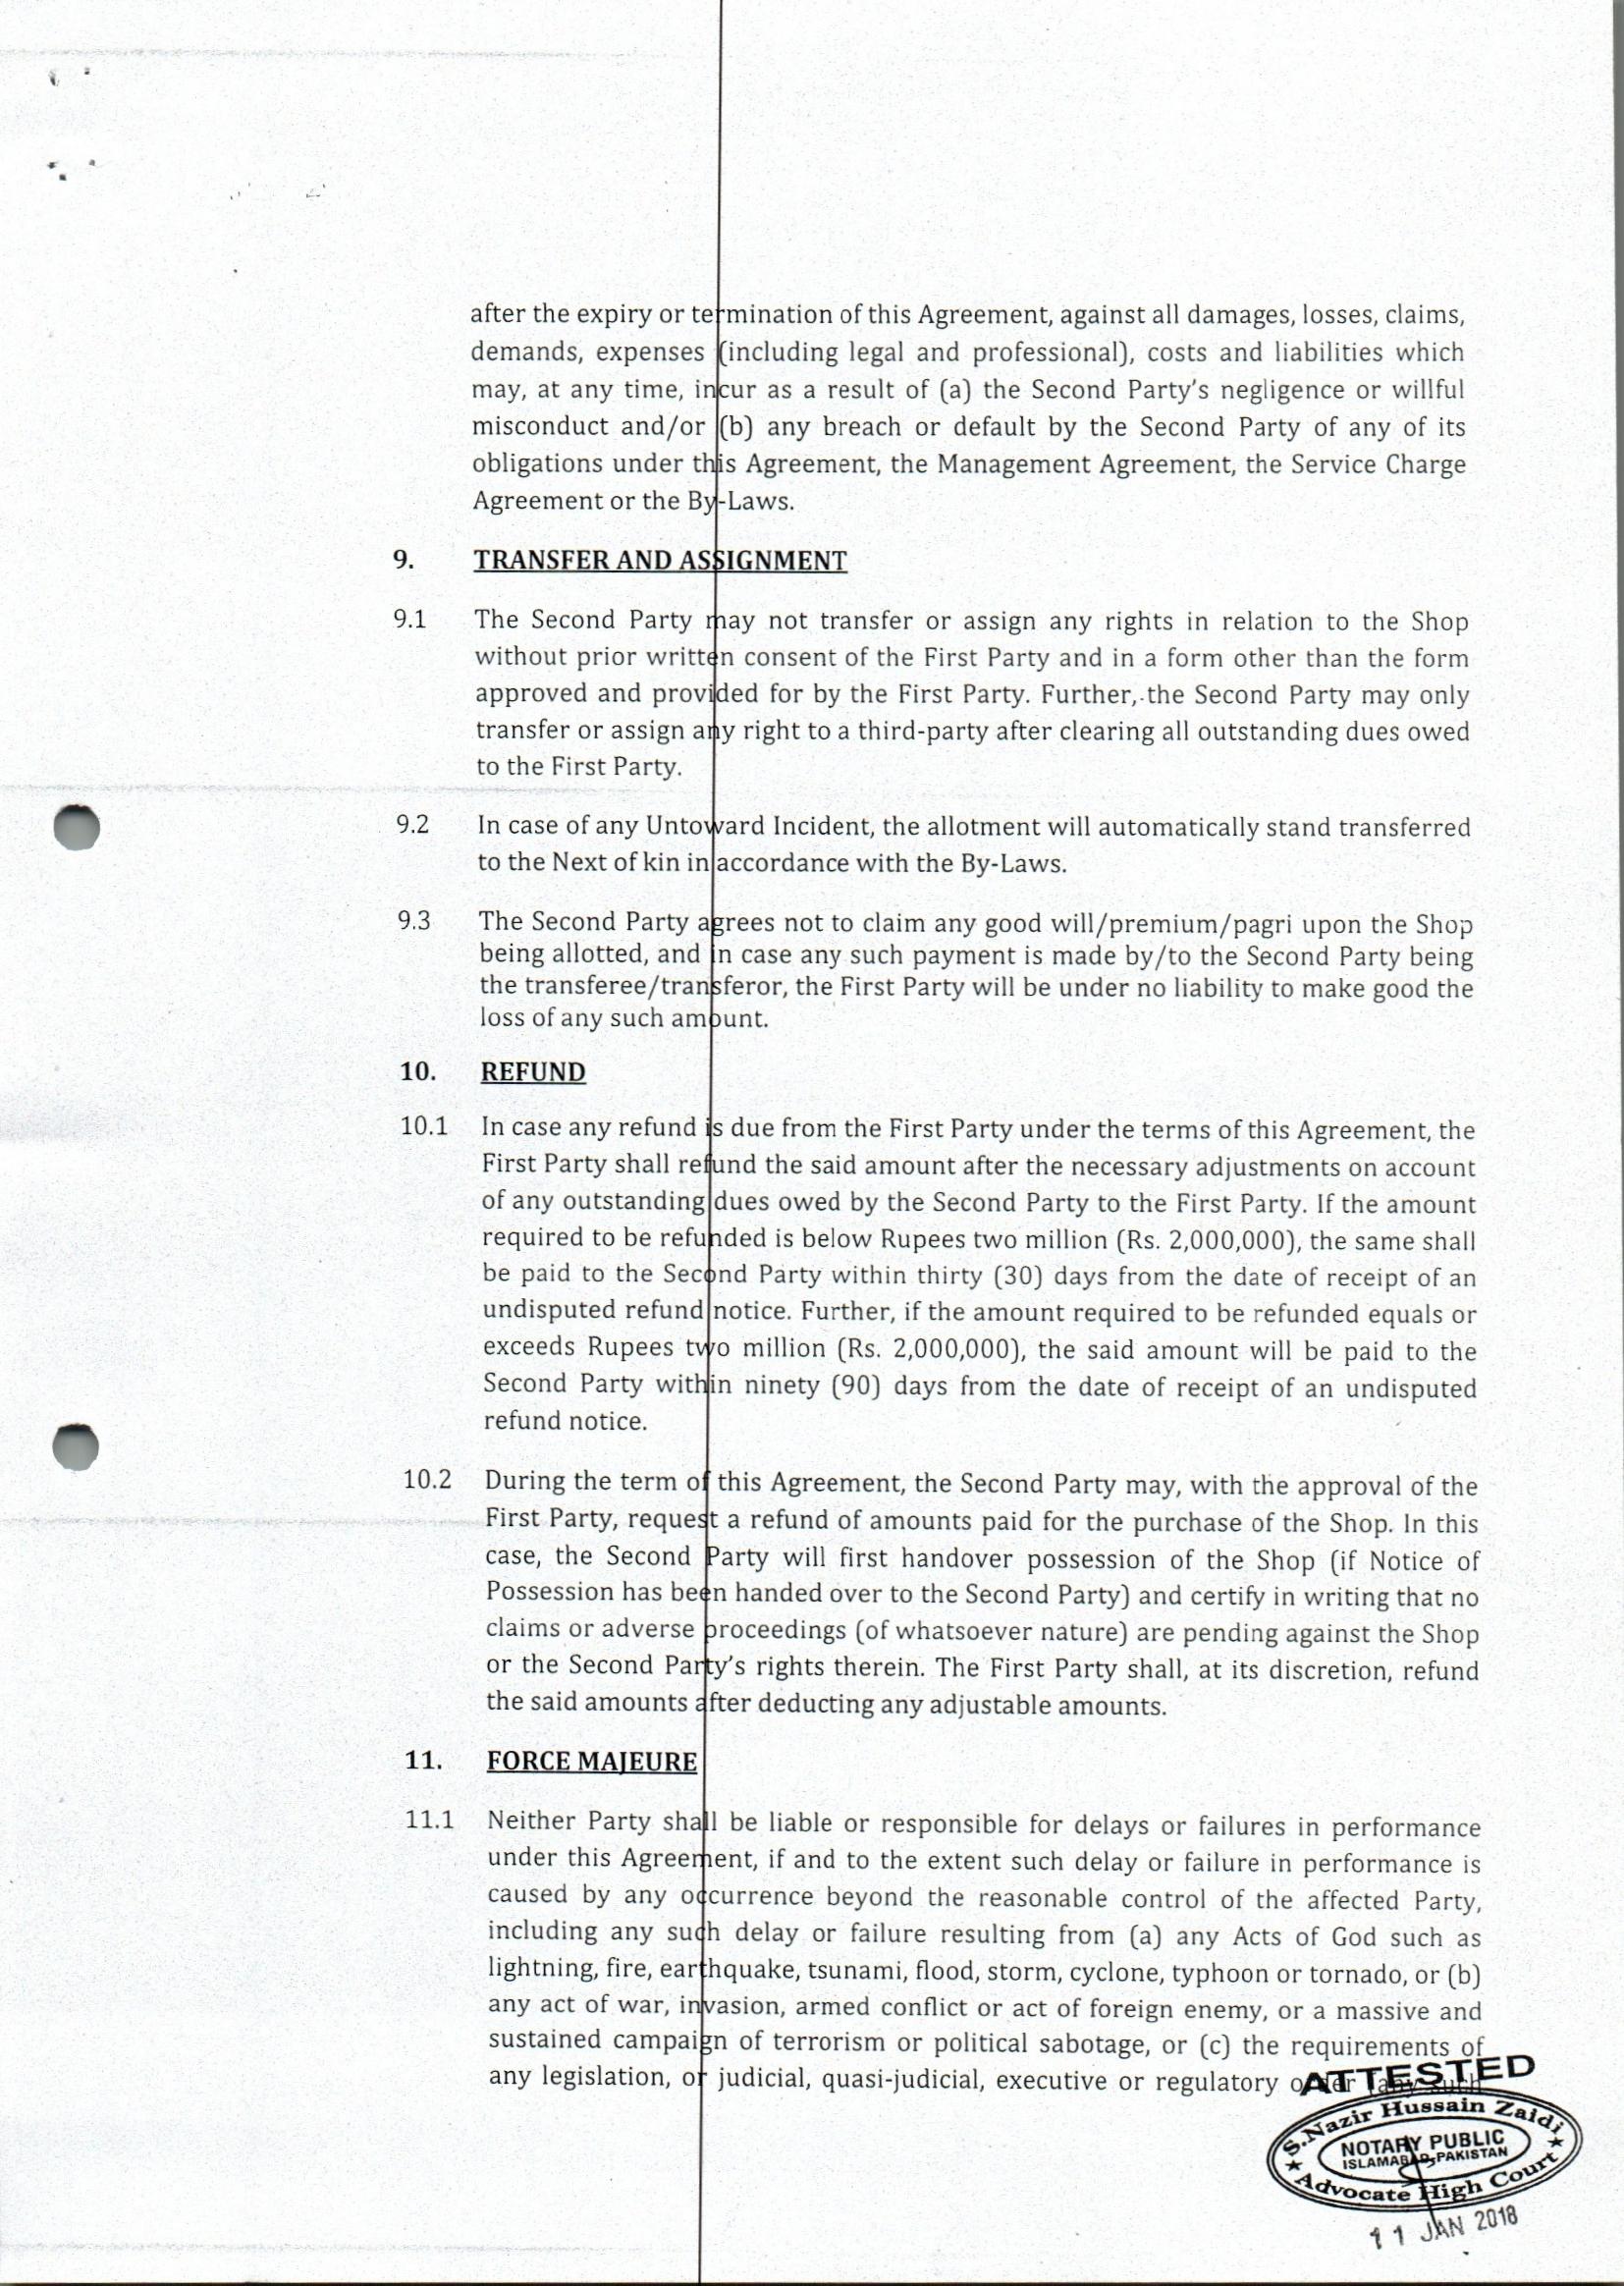 after the expiry or termination of this Agreement, against all damages, losses, claims,
demands, expenses (including legal and professional), costs and liabilities which
may, at any time, incur as a result of (a) the Second Party's negligence or willful
misconduct and/or (b) any breach or default by the Second Party of any of its
obligations under this Agreement, the Management Agreement, the Service Charge
Agreement or the By-Laws.
9. TRANSFER AND ASSIGNMENT
9.1 The Second Party may not transfer or assign any rights in relation to the Shop
without prior written consent of the First Party and in a form other than the form
approved and provided for by the First Party. Further, the Second Party may only
transfer or assign any right to a third-party after clearing all outstanding dues owed
to the First Party.
9.2 In case of any Untoward Incident, the allotment will automatically stand transferred
to the Next of kin in accordance with the By-Laws.
9.3 The Second Party agrees not to claim any good will/premium/pagri upon the Shop
being allotted, and in case any such payment is made by/to the Second Party being
the transferee/transferor, the First Party will be under no liability to make good the
loss of any such amount.
10. REFUND
10.1 In case any refund is due from the First Party under the terms of this Agreement, the
First Party shall refund the said amount after the necessary adjustments on account
of any outstanding dues owed by the Second Party to the First Party. If the amount
required to be refunded is below Rupees two million (Rs. 2,000,000), the same shall
be paid to the Second Party within thirty (30) days from the date of receipt of an
undisputed refund notice. Further, if the amount required to be refunded equals or
exceeds Rupees two million (Rs. 2,000,000), the said amount will be paid to the
Second Party within ninety (90) days from the date of receipt of an undisputed
refund notice.
10.2 During the term of this Agreement, the Second Party may, with the approval of the
First Party, request a refund of amounts paid for the purchase of the Shop. In this
case, the Second Party will first handover possession of the Shop (if Notice of
Possession has been handed over to the Second Party) and certify in writing that no
claims or adverse proceedings (of whatsoever nature) are pending against the Shop
or the Second Party's rights therein. The First Party shall, at its discretion, refund
the said amounts after deducting any adjustable amounts.
11. FORCE MAJEURE
11.1 Neither Party shall be liable or responsible for delays or failures in performance
under this Agreement, if and to the extent such delay or failure in performance is
caused by any occurrence beyond the reasonable control of the affected Party,
including any such delay or failure resulting from (a) any Acts of God such as
lightning, fire, earthquake, tsunami, flood, storm, cyclone, typhoon or tornado, or (b)
any act of war, invasion, armed conflict or act of foreign enemy, or a massive and
sustained campaign of terrorism or political sabotage, or (c) the requirements of
any legislation, or judicial, quasi-judicial, executive or regulatory order (any such
ATTESTED
S.Nazir Hussain Zaidi
NOTARY PUBLIC
ISLAMABAD, PAKISTAN
Advocate High Court
11 JAN 2018